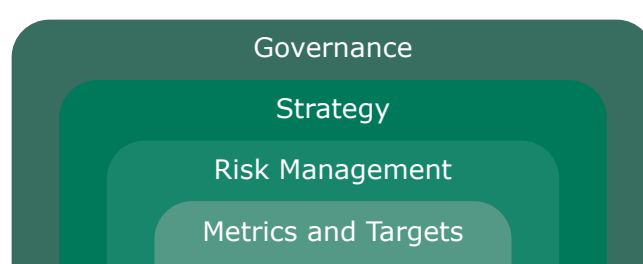 Governance
Strategy
Risk Management
Metrics and Targets